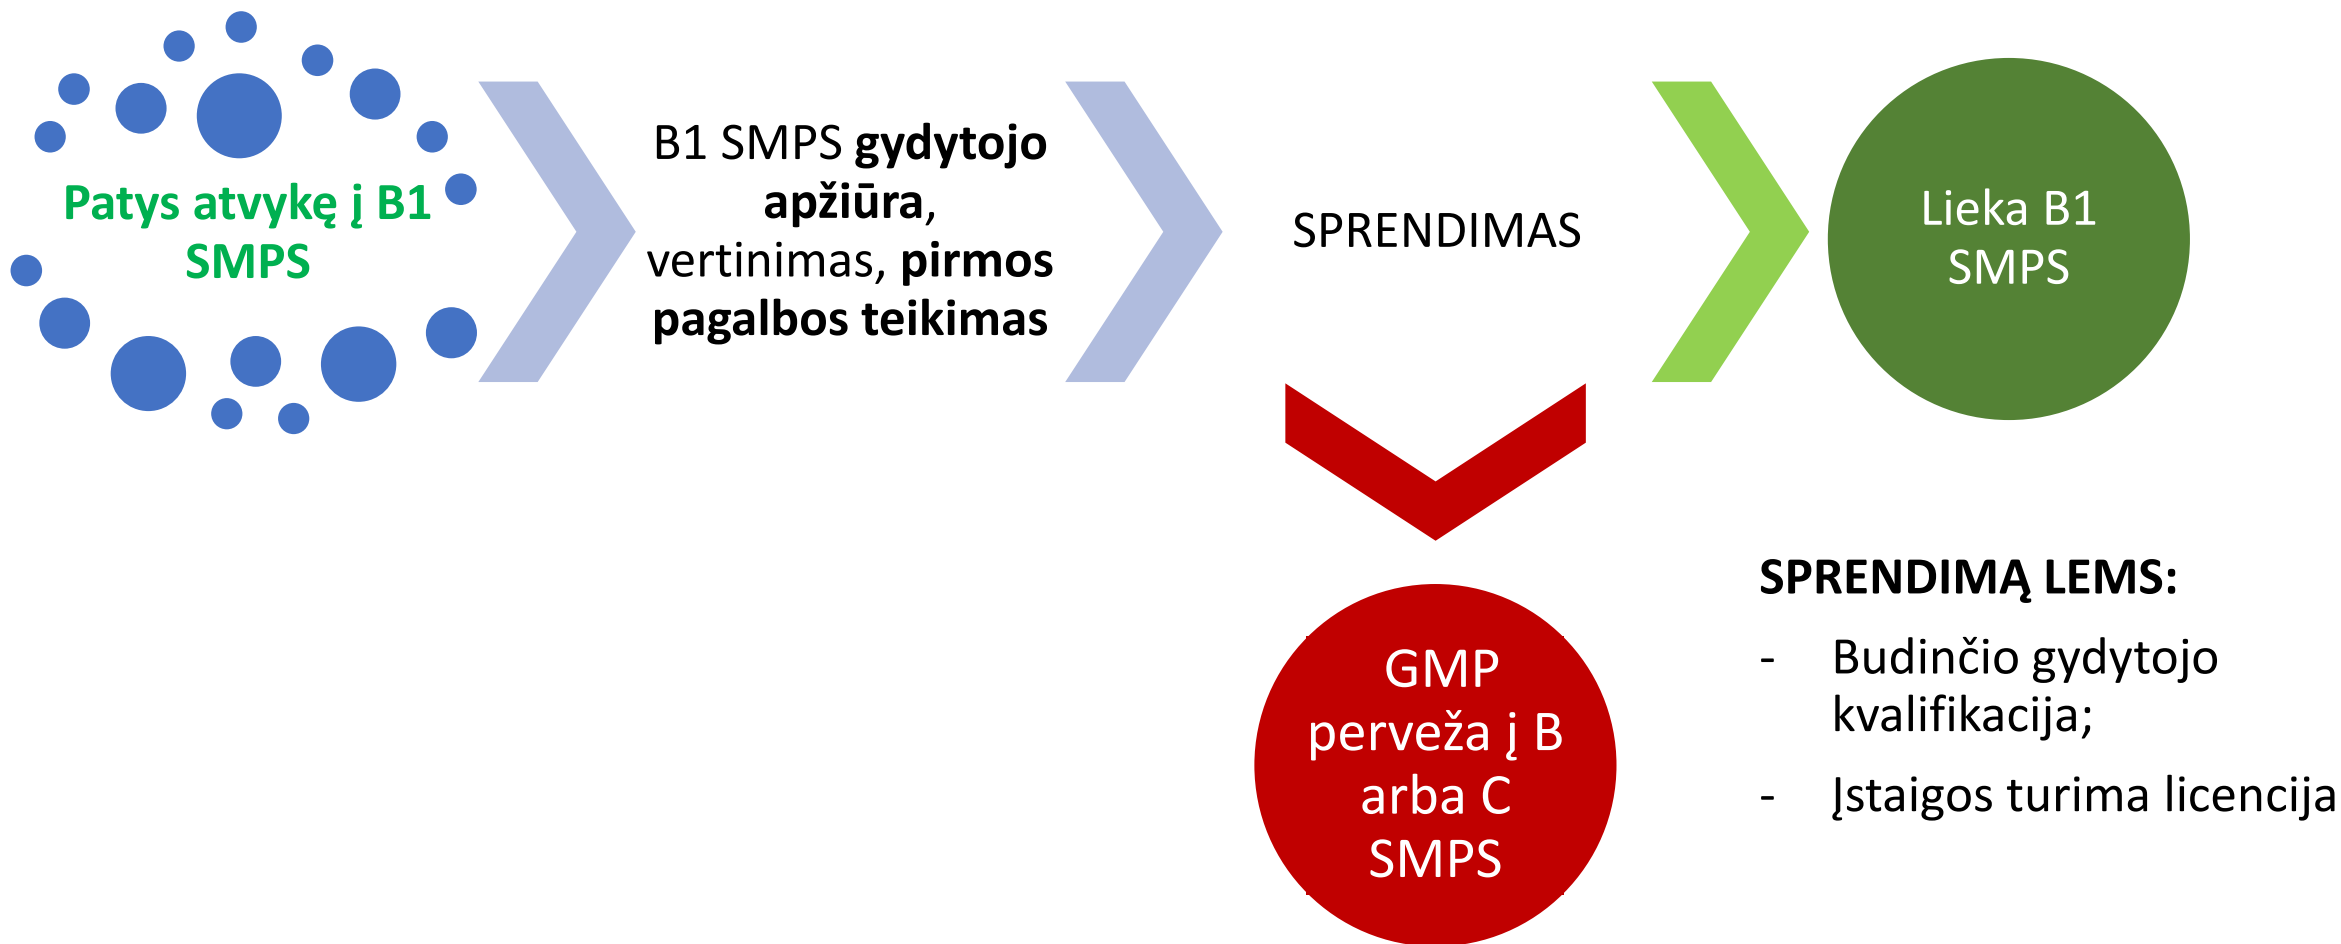 Patys atvykę į B1
SMPS
B1 SMPS gydytojo
apžiūra,
vertinimas, pirmos
pagalbos teikimas
SPRENDIMAS
Lieka B1
SMPS
GMP
perveža į B
arba C
SMPS
SPRENDIMĄ LEMS:
- Budinčio gydytojo
kvalifikacija;
- Įstaigos turima licencija